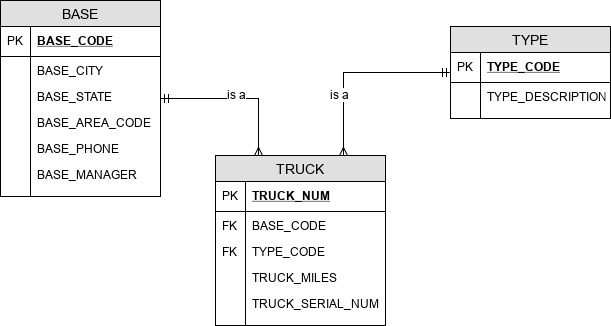 BASE
PK BASE_CODE
BASE_CITY
BASE_STATE
BASE_AREA_CODE
BASE_PHONE
BASE_MANAGER
TYPE
PK TYPE_CODE
TYPE_DESCRIPTION
is a
is a
TRUCK
PK TRUCK_NUM
FK BASE_CODE
FK TYPE_CODE
TRUCK_MILES
TRUCK_SERIAL_NUM